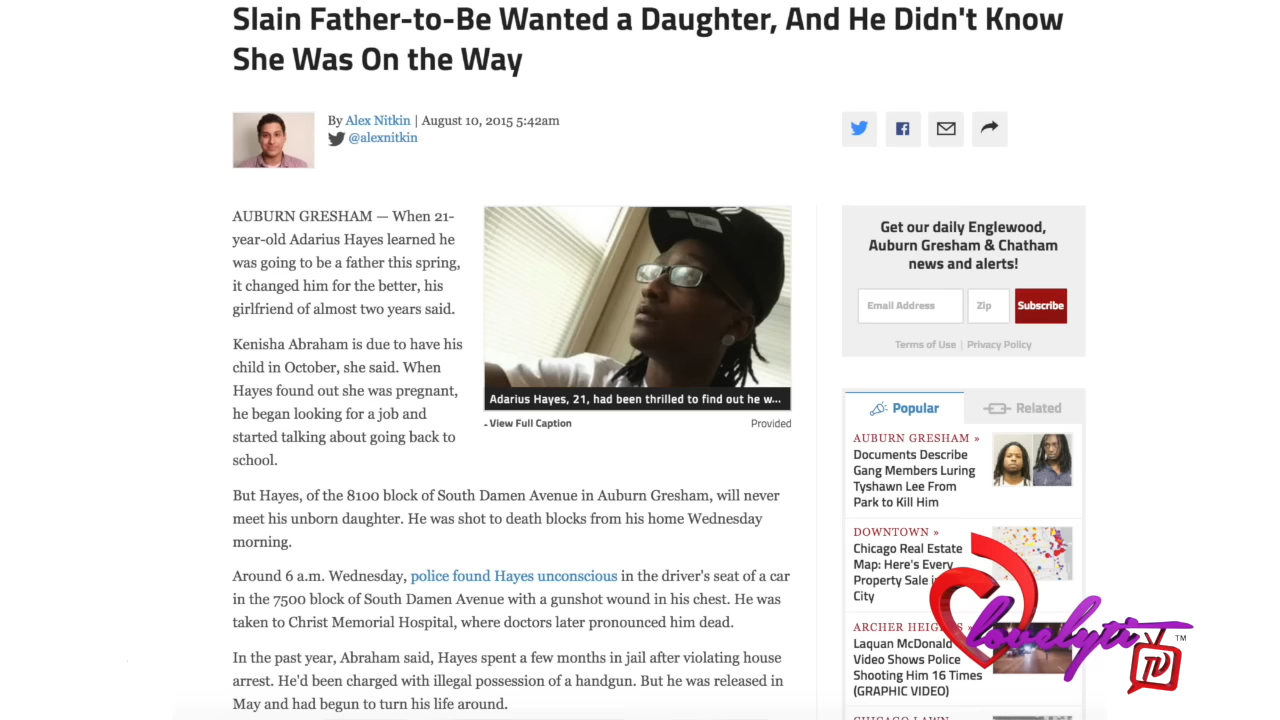 Slain Father-to-Be Wanted a Daughter, And He Didn't Know
She Was On the Way
By Alex Nitkin | August 10, 2015 5:42am
@alexnitkin
AUBURN GRESHAM — When 21-
year-old Adarius Hayes learned he
was going to be a father this spring,
it changed him for the better, his
girlfriend of almost two years said.
Kenisha Abraham is due to have his
child in October, she said. When
Hayes found out she was pregnant,
he began looking for a job and
started talking about going back to
school.
Adarius Hayes, 21, had been thrilled to find out he w...
- View Full Caption
Provided
But Hayes, of the 8100 block of South Damen Avenue in Auburn Gresham, will never
meet his unborn daughter. He was shot to death blocks from his home Wednesday
morning.
Around 6 a.m. Wednesday, police found Hayes unconscious in the driver's seat of a car
in the 7500 block of South Damen Avenue with a gunshot wound in his chest. He was
taken to Christ Memorial Hospital, where doctors later pronounced him dead.
In the past year, Abraham said, Hayes spent a few months in jail after violating house
arrest. He'd been charged with illegal possession of a handgun. But he was released in
May and had begun to turn his life around.
Get our daily Englewood,
Auburn Gresham & Chatham
news and alerts!
Email Address
Zip
Subscribe
Terms of Use | Privacy Policy
Popular
Related
AUBURN GRESHAM »
Documents Describe
Gang Members Luring
Tyshawn Lee From
Park to Kill Him
DOWNTOWN »
Chicago Real Estate
Map: Here's Every
Property Sale
City
ARCHER
Laquan McDonald
Video Shows Police
Shooting Him 16 Times
(GRAPHIC VIDEO)
lovelyti TV ™